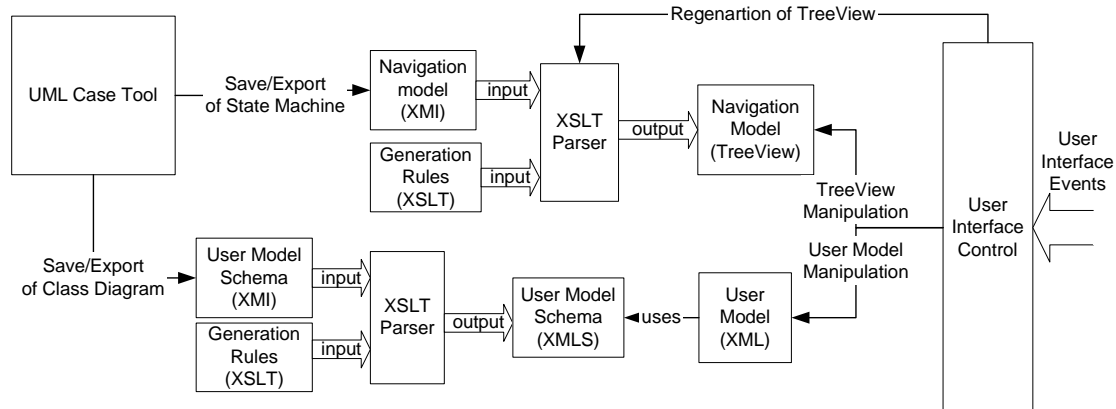 Regenartion of TreeView
UML Case Tool
Save/Export
of State Machine
Navigation
model
(XMI)
input
Generation
Rules
(XSLT)
input
XSLT
Parser
output
Navigation
Model
(TreeView)
TreeView
Manipulation
User Model
Manipulation
User
Interface
Control
User
Interface
Events
Save/Export
of Class Diagram
User Model
Schema
(XMI)
input
Generation
Rules
(XSLT)
input
XSLT
Parser
output
User Model
Schema
(XMLS)
uses
User
Model
(XML)